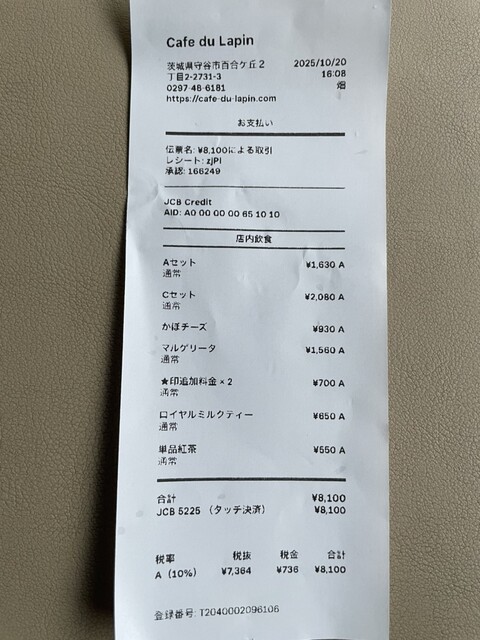 Cafe du Lapin
茨城県守谷市百合ケ丘2 2025/10/20
丁目2-2731-3 16:08
0297-48-6181 畑
https://cafe-du-lapin.com
お支払い
伝票名: ¥8,100による取引
レシート: zjPI
承認: 166249
JCB Credit
AID: A0 00 00 00 65 10 10
店内飲食
Aセット ¥1,630 A
通常
Cセット ¥2,080 A
通常
かぼチーズ ¥930 A
マルゲリータ ¥1,560 A
通常
★印追加料金 × 2 ¥700 A
通常
ロイヤルミルクティー ¥650 A
通常
単品紅茶 ¥550 A
通常
合計 ¥8,100
JCB 5225 (タッチ決済) ¥8,100
税率 税抜 税金 合計
A (10%) ¥7,364 ¥736 ¥8,100
登録番号: T2040002096106